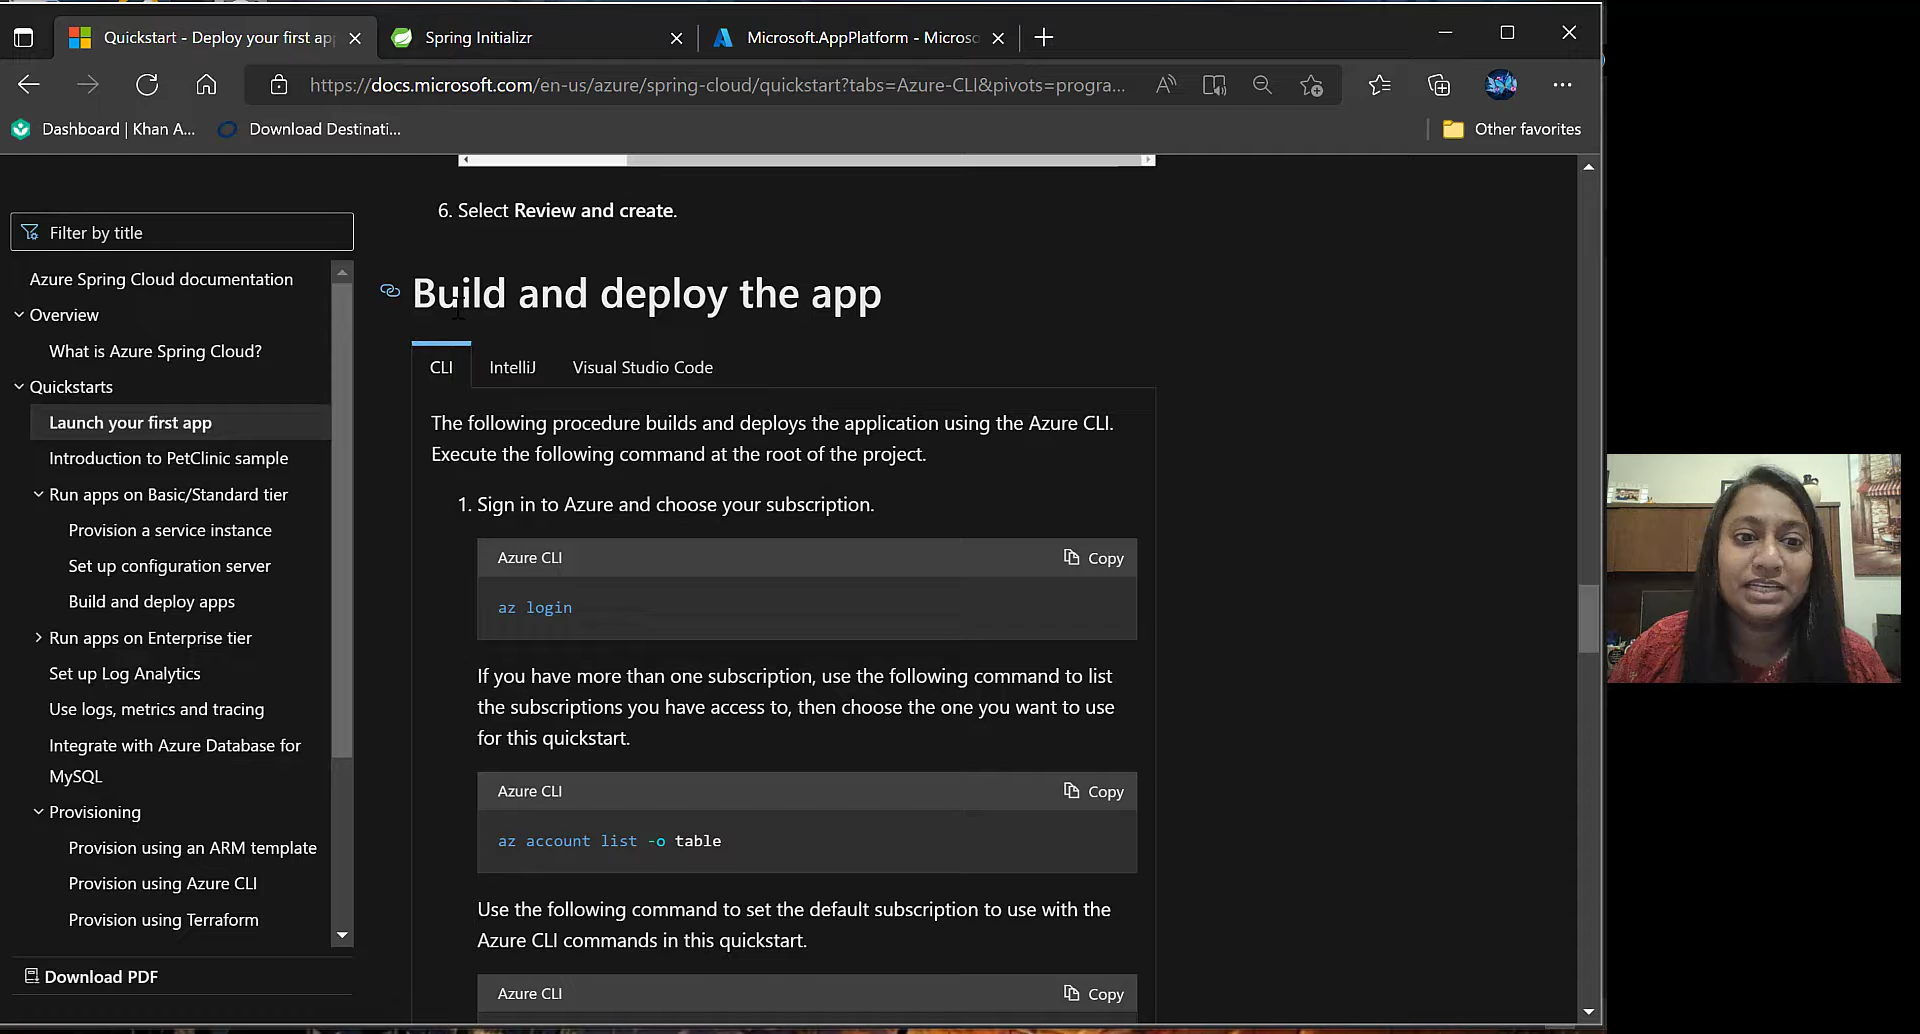 Quickstart - Deploy your first ap
Spring Initializr
Microsoft.AppPlatform - Microso
https://docs.microsoft.com/en-us/azure/spring-cloud/quickstart?tabs=Azure-CLI&pivots=progra...
Dashboard | Khan A...
Download Destinati...
Other favorites
Filter by title
Azure Spring Cloud documentation
Overview
What is Azure Spring Cloud?
Quickstarts
Launch your first app
Introduction to PetClinic sample
Run apps on Basic/Standard tier
Provision a service instance
Set up configuration server
Build and deploy apps
Run apps on Enterprise tier
Set up Log Analytics
Use logs, metrics and tracing
Integrate with Azure Database for
MySQL
Provisioning
Provision using an ARM template
Provision using Azure CLI
Provision using Terraform
Download PDF
6. Select Review and create.
Build and deploy the app
CLI
IntelliJ
Visual Studio Code
The following procedure builds and deploys the application using the Azure CLI.
Execute the following command at the root of the project.
1. Sign in to Azure and choose your subscription.
Azure CLI
Copy
az login
If you have more than one subscription, use the following command to list
the subscriptions you have access to, then choose the one you want to use
for this quickstart.
Azure CLI
Copy
az account list -o table
Use the following command to set the default subscription to use with the
Azure CLI commands in this quickstart.
Azure CLI
Copy